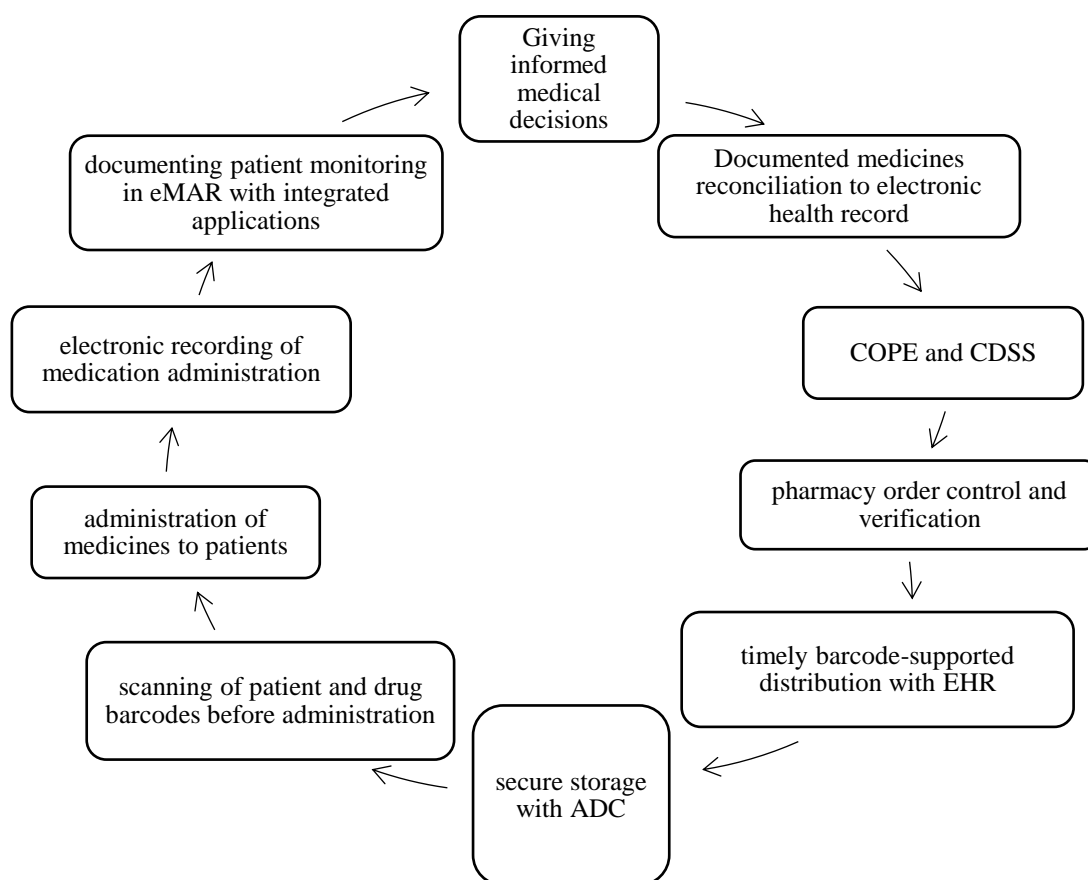 Giving
informed
medical
decisions
Documented medicines
reconciliation to electronic
health record
COPE and CDSS
pharmacy order control and
verification
timely barcode-supported
distribution with EHR
secure storage
with ADC
scanning of patient and drug
barcodes before administration
administration of
medicines to patients
electronic recording of
medication administration
documenting patient monitoring
in eMAR with integrated
applications